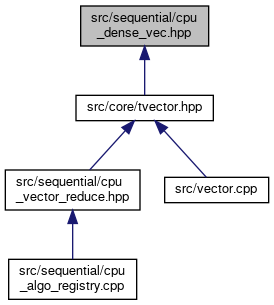 src/sequential/cpu
_dense_vec.hpp
src/core/tvector.hpp
src/sequential/cpu
_vector_reduce.hpp
src/vector.cpp
src/sequential/cpu
_algo_registry.cpp